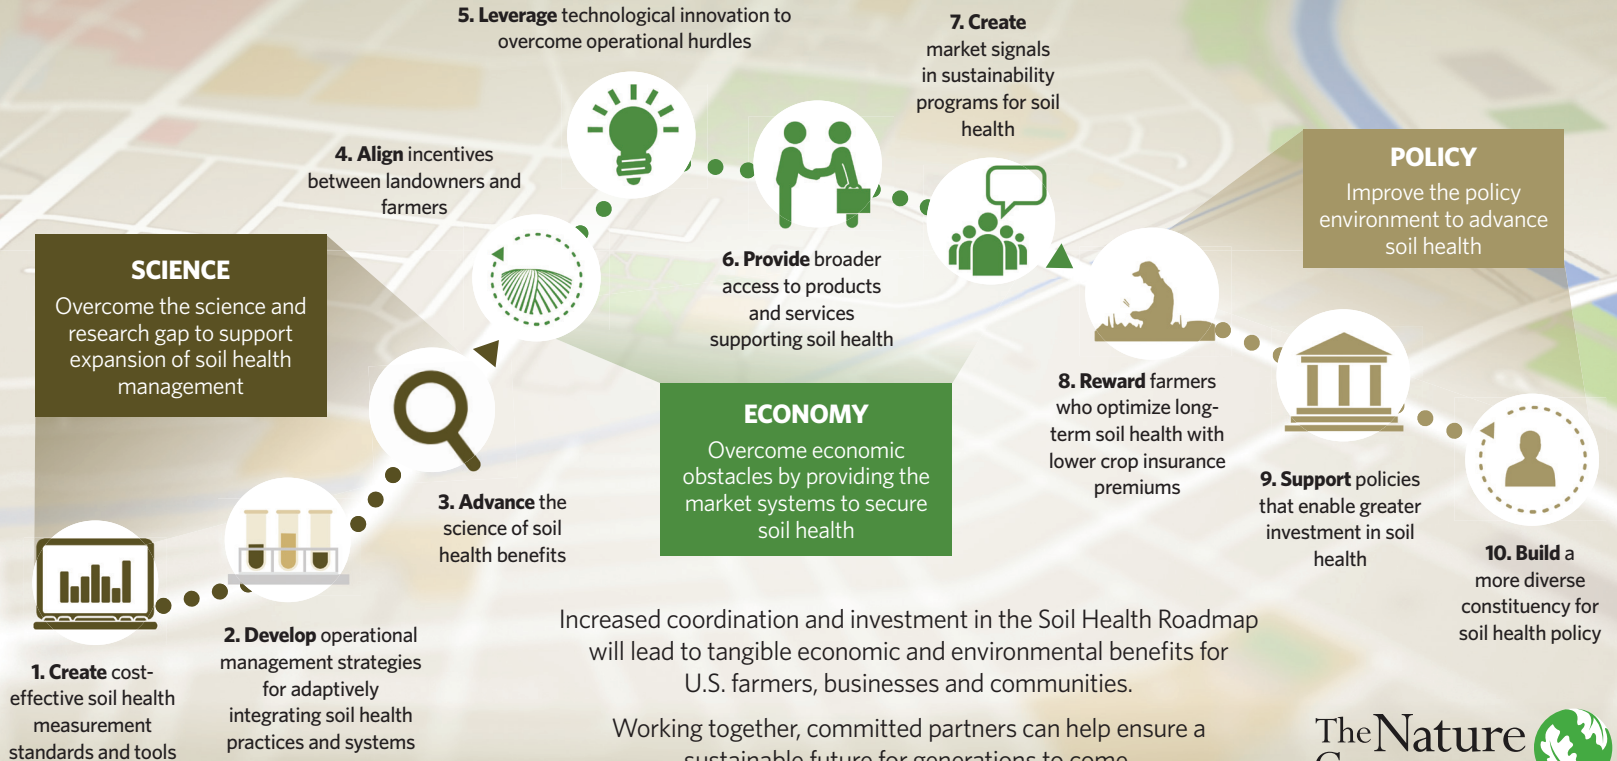 SCIENCE
Overcome the science and
research gap to support
expansion of soil health
management
1. Create cost-
effective soil health
measurement
standards and tools
2. Develop operational
management strategies
for adaptively
integrating soil health
practices and systems
3. Advance the
science of soil
health benefits
4. Align incentives
between landowners and
farmers
5. Leverage technological innovation to
overcome operational hurdles
6. Provide broader
access to products
and services
supporting soil health
7. Create
market signals
in sustainability
programs for soil
health
ECONOMY
Overcome economic
obstacles by providing the
market systems to secure
soil health
POLICY
Improve the policy
environment to advance
soil health
8. Reward farmers
who optimize long-
term soil health with
lower crop insurance
premiums
9. Support policies
that enable greater
investment in soil
health
10. Build a
more diverse
constituency for
soil health policy
Increased coordination and investment in the Soil Health Roadmap
will lead to tangible economic and environmental benefits for
U.S. farmers, businesses and communities.
Working together, committed partners can help ensure a
sustainable future for generations to come.
The Nature